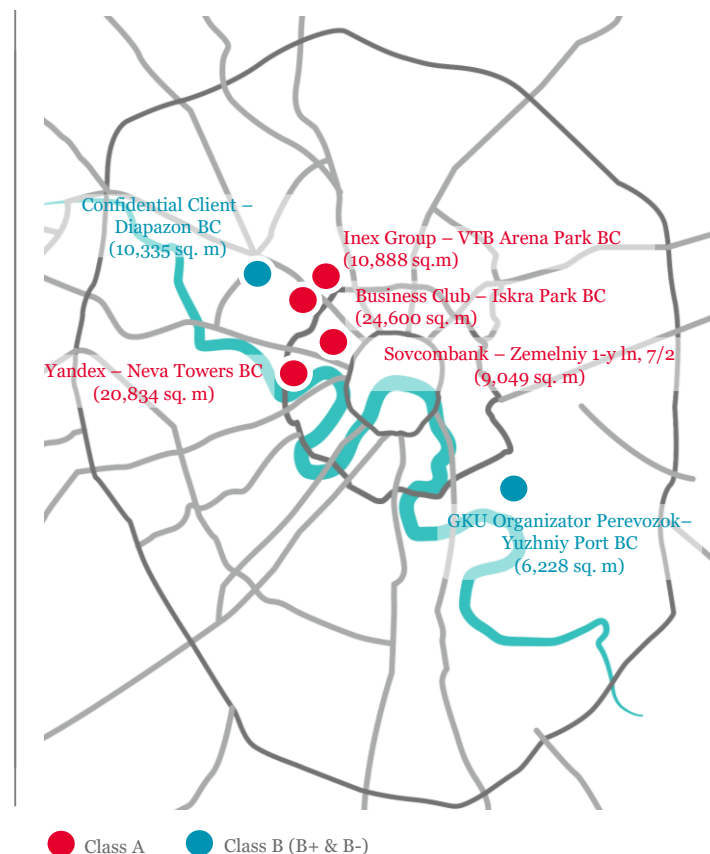 Confidential Client –
Diapazon BC
(10,335 sq. m)
Inex Group – VTB Arena Park BC
(10,888 sq.m)
Business Club – Iskra Park BC
(24,600 sq. m)
Sovcombank – Zemelniy 1-y ln, 7/2
(9,049 sq. m)
Yandex – Neva Towers BC
(20,834 sq. m)
GKU Organizator Perevozok–
Yuzhniy Port BC
(6,228 sq. m)
Class A
Class B (B+ & B-)